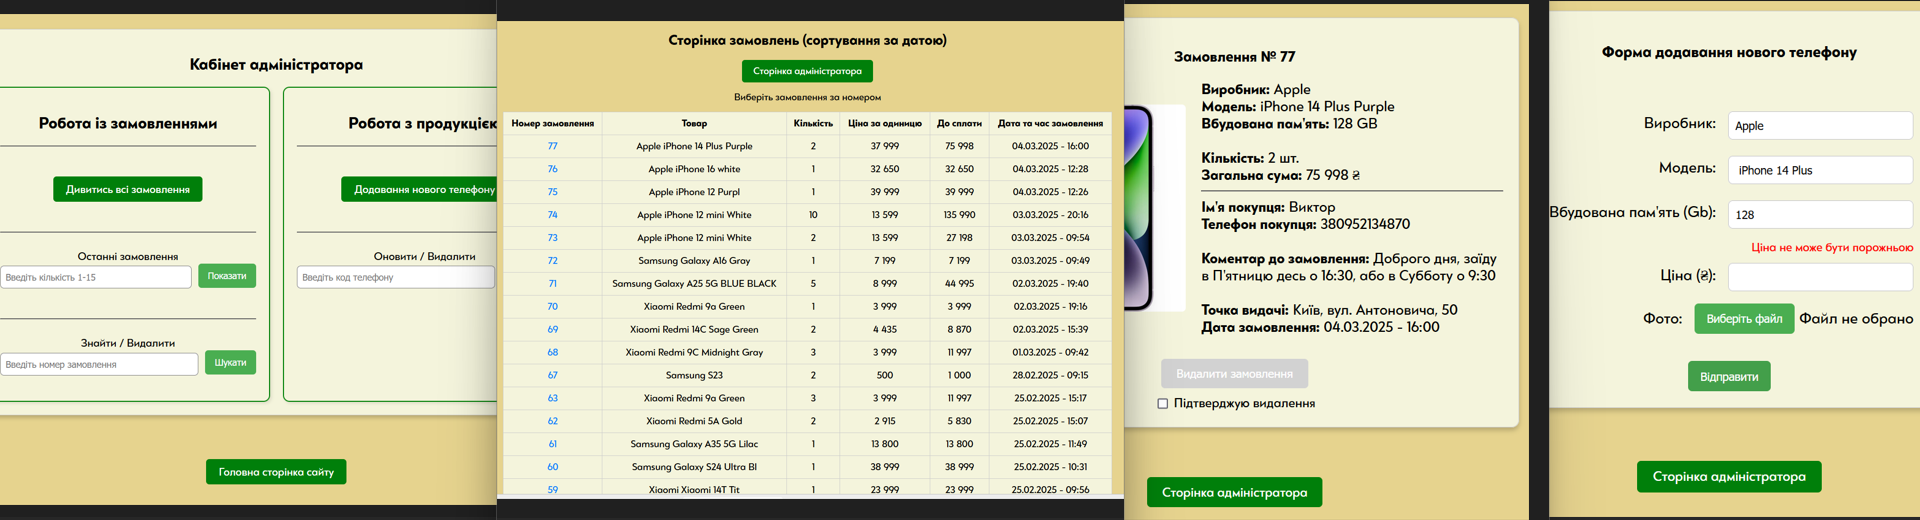 Кабінет адміністратора
Робота із замовленнями
Дивитись всі замовлення
Останні замовлення
Введіть кількість 1-15
Показати
Знайти / Видалити
Введіть номер замовлення
Шукати
Робота з продукцією
Додавання нового телефону
Оновити / Видалити
Введіть код телефону
Головна сторінка сайту
Сторінка замовлень (сортування за датою)
Сторінка адміністратора
Виберіть замовлення за номером
Номер замовлення Товар Кількість Ціна за одиницю До сплати Дата та час замовлення
77 Apple iPhone 14 Plus Purple 2 37 999 75 998 04.03.2025 - 16:00
76 Apple iPhone 16 white 1 32 650 32 650 04.03.2025 - 12:28
75 Apple iPhone 12 Purpl 1 39 999 39 999 04.03.2025 - 12:26
74 Apple iPhone 12 mini White 10 13 599 135 990 03.03.2025 - 20:16
73 Apple iPhone 12 mini White 2 13 599 27 198 03.03.2025 - 09:54
72 Samsung Galaxy A16 Gray 1 7 199 7 199 03.03.2025 - 09:49
71 Samsung Galaxy A25 5G BLUE BLACK 5 8 999 44 995 02.03.2025 - 19:40
70 Xiaomi Redmi 9a Green 1 3 999 3 999 02.03.2025 - 19:16
69 Xiaomi Redmi 14C Sage Green 2 4 435 8 870 02.03.2025 - 15:39
68 Xiaomi Redmi 9C Midnight Gray 3 3 999 11 997 01.03.2025 - 09:42
67 Samsung S23 2 500 1 000 28.02.2025 - 09:15
63 Xiaomi Redmi 9a Green 3 3 999 11 997 25.02.2025 - 15:17
62 Xiaomi Redmi 5A Gold 2 2 915 5 830 25.02.2025 - 15:07
61 Samsung Galaxy A35 5G Lilac 1 13 800 13 800 25.02.2025 - 11:49
60 Samsung Galaxy S24 Ultra Bl 1 38 999 38 999 25.02.2025 - 10:31
59 Xiaomi Xiaomi 14T Tit 1 23 999 23 999 25.02.2025 - 09:56
Замовлення № 77
Виробник: Apple
Модель: iPhone 14 Plus Purple
Вбудована пам'ять: 128 GB
Кількість: 2 шт.
Загальна сума: 75 998 ₴
Ім'я покупця: Виктор
Телефон покупця: 380952134870
Коментар до замовлення: Доброго дня, заїду
в П'ятницю десь о 16:30, або в Субботу о 9:30
Точка видачі: Київ, вул. Антоновича, 50
Дата замовлення: 04.03.2025 - 16:00
Видалити замовлення
Підтверджую видалення
Сторінка адміністратора
Форма додавання нового телефону
Виробник: Apple
Модель: iPhone 14 Plus
Вбудована пам'ять (Gb): 128
Ціна не може бути порожньою
Ціна (₴):
Фото: Виберіть файл Файл не обрано
Відправити
Сторінка адміністратора